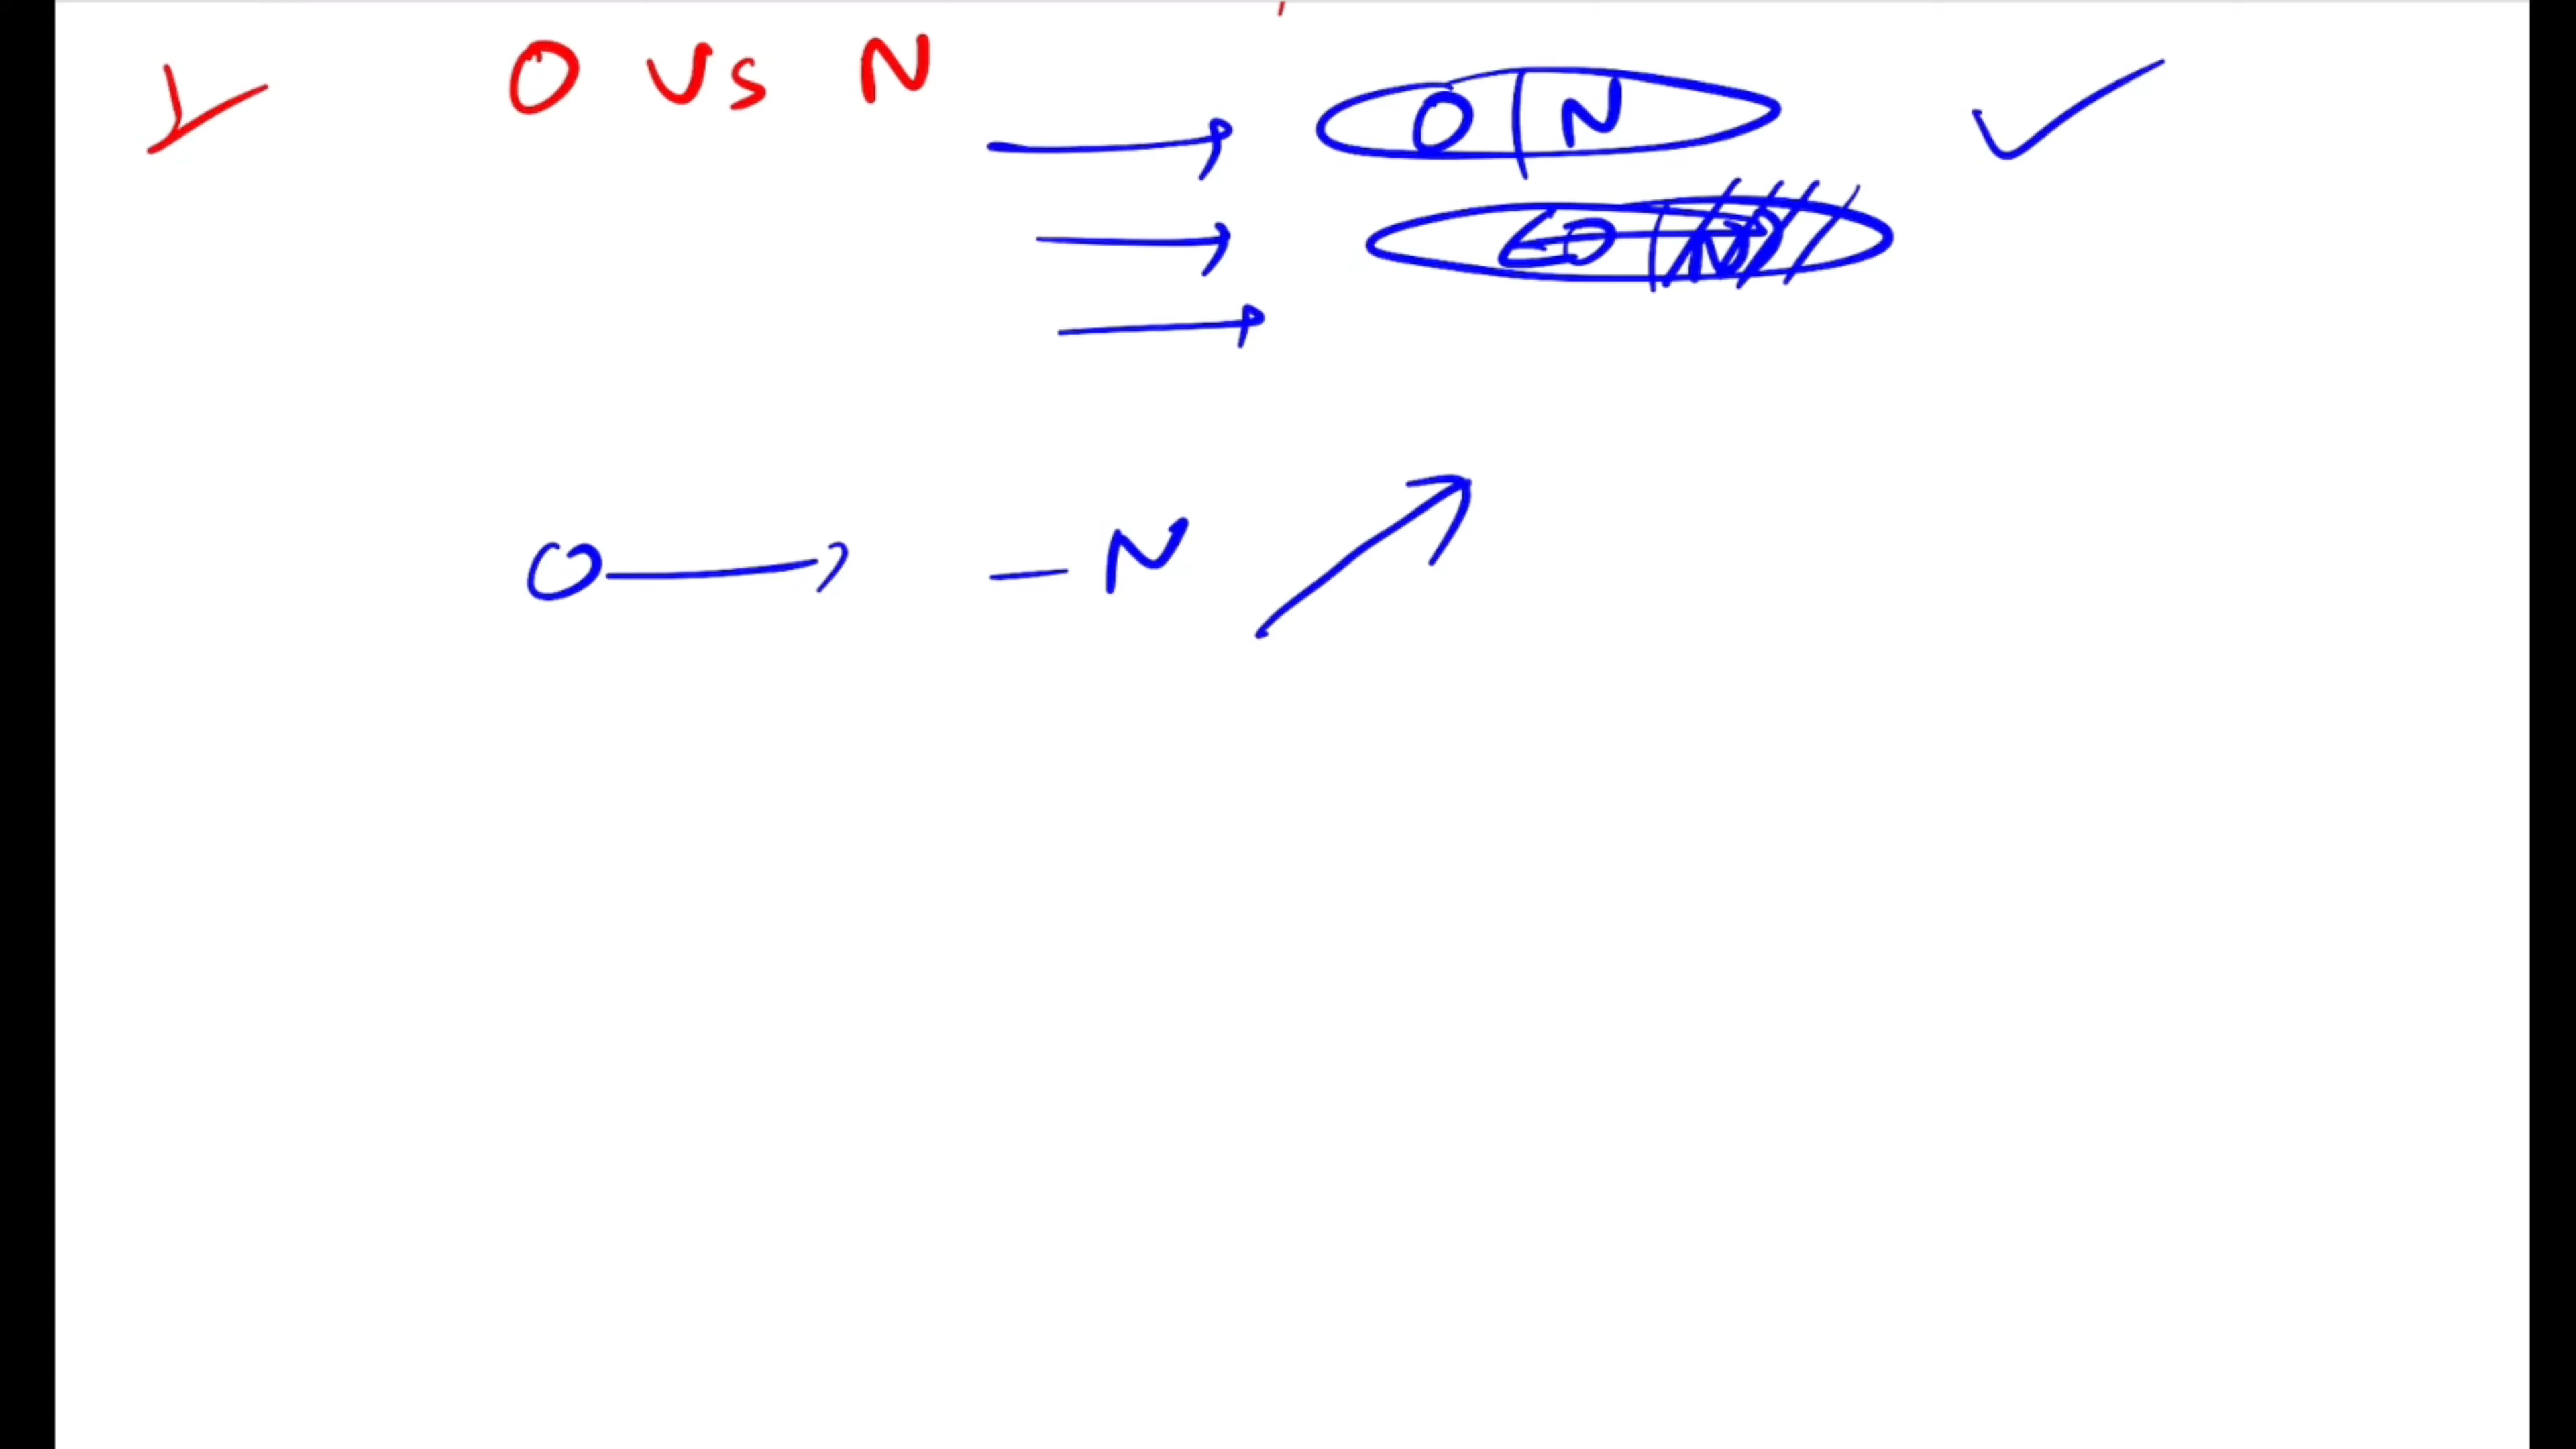 O Vs N
O | N
O N
O → - N